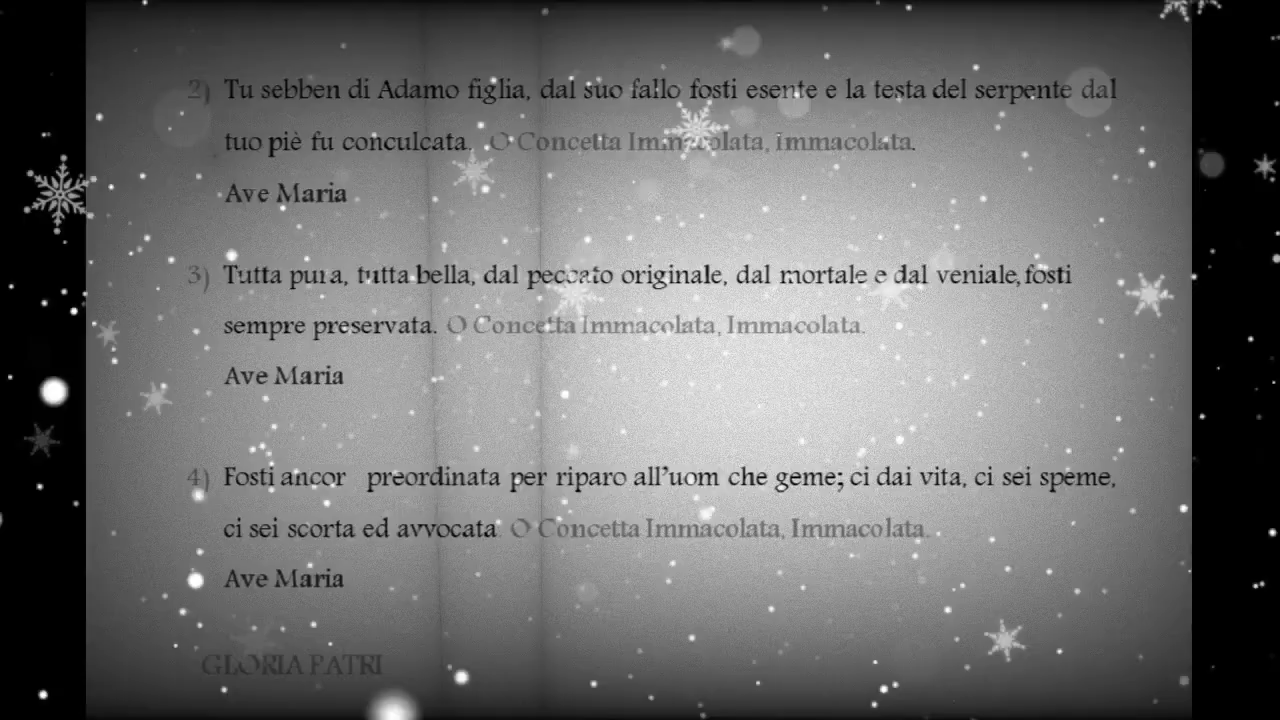 2) Tu sebben di Adamo figlia, dal suo fallo fosti esente e la testa del serpente dal
tuo piè fu conculcata. O Concetta Immacolata, Immacolata.
Ave Maria
3) Tutta pura, tutta bella, dal peccato originale, dal mortale e dal veniale, fosti
sempre preservata. O Concetta Immacolata, Immacolata.
Ave Maria
4) Fosti ancor preordinata per riparo all'uom che geme; ci dai vita, ci sei speme,
ci sei scorta ed avvocata. O Concetta Immacolata, Immacolata.
Ave Maria
GLORIA PATRI